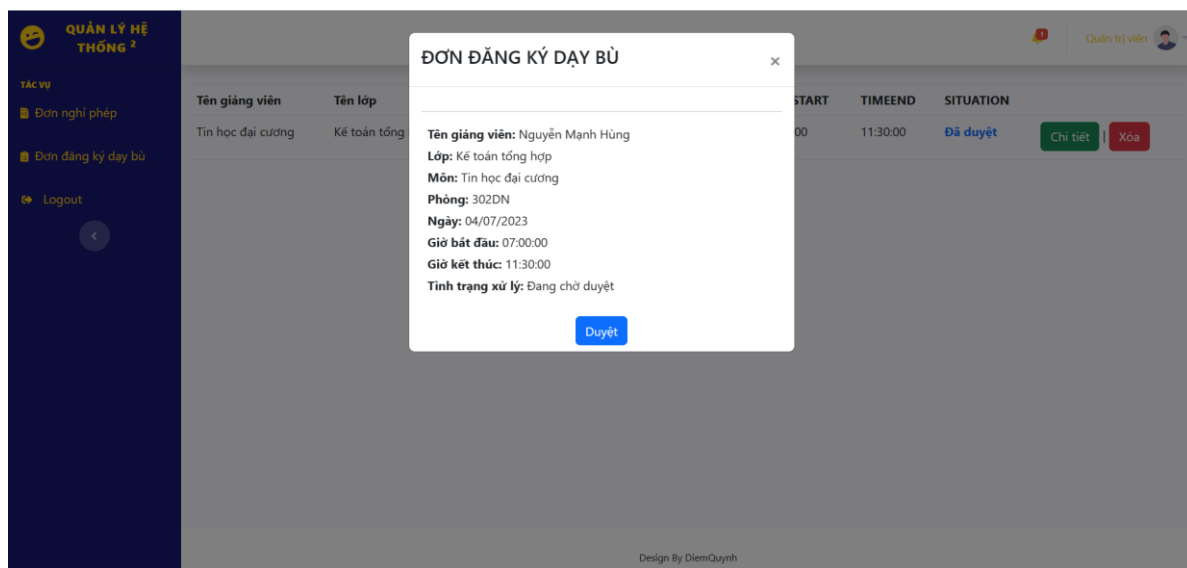 QUẢN LÝ HỆ
THỐNG ²
TÁC VỤ
Đơn nghỉ phép
Đơn đăng ký dạy bù
Logout
1
Quản trị viên
Tên giảng viên Tên lớp START TIMEEND SITUATION
Tin học đại cương Kế toán tổng 00 11:30:00 Đã duyệt Chi tiết | Xóa
ĐƠN ĐĂNG KÝ DẠY BÙ ×
Tên giảng viên: Nguyễn Mạnh Hùng
Lớp: Kế toán tổng hợp
Môn: Tin học đại cương
Phòng: 302DN
Ngày: 04/07/2023
Giờ bắt đầu: 07:00:00
Giờ kết thúc: 11:30:00
Tình trạng xử lý: Đang chờ duyệt
Duyệt
Design By DiemQuynh